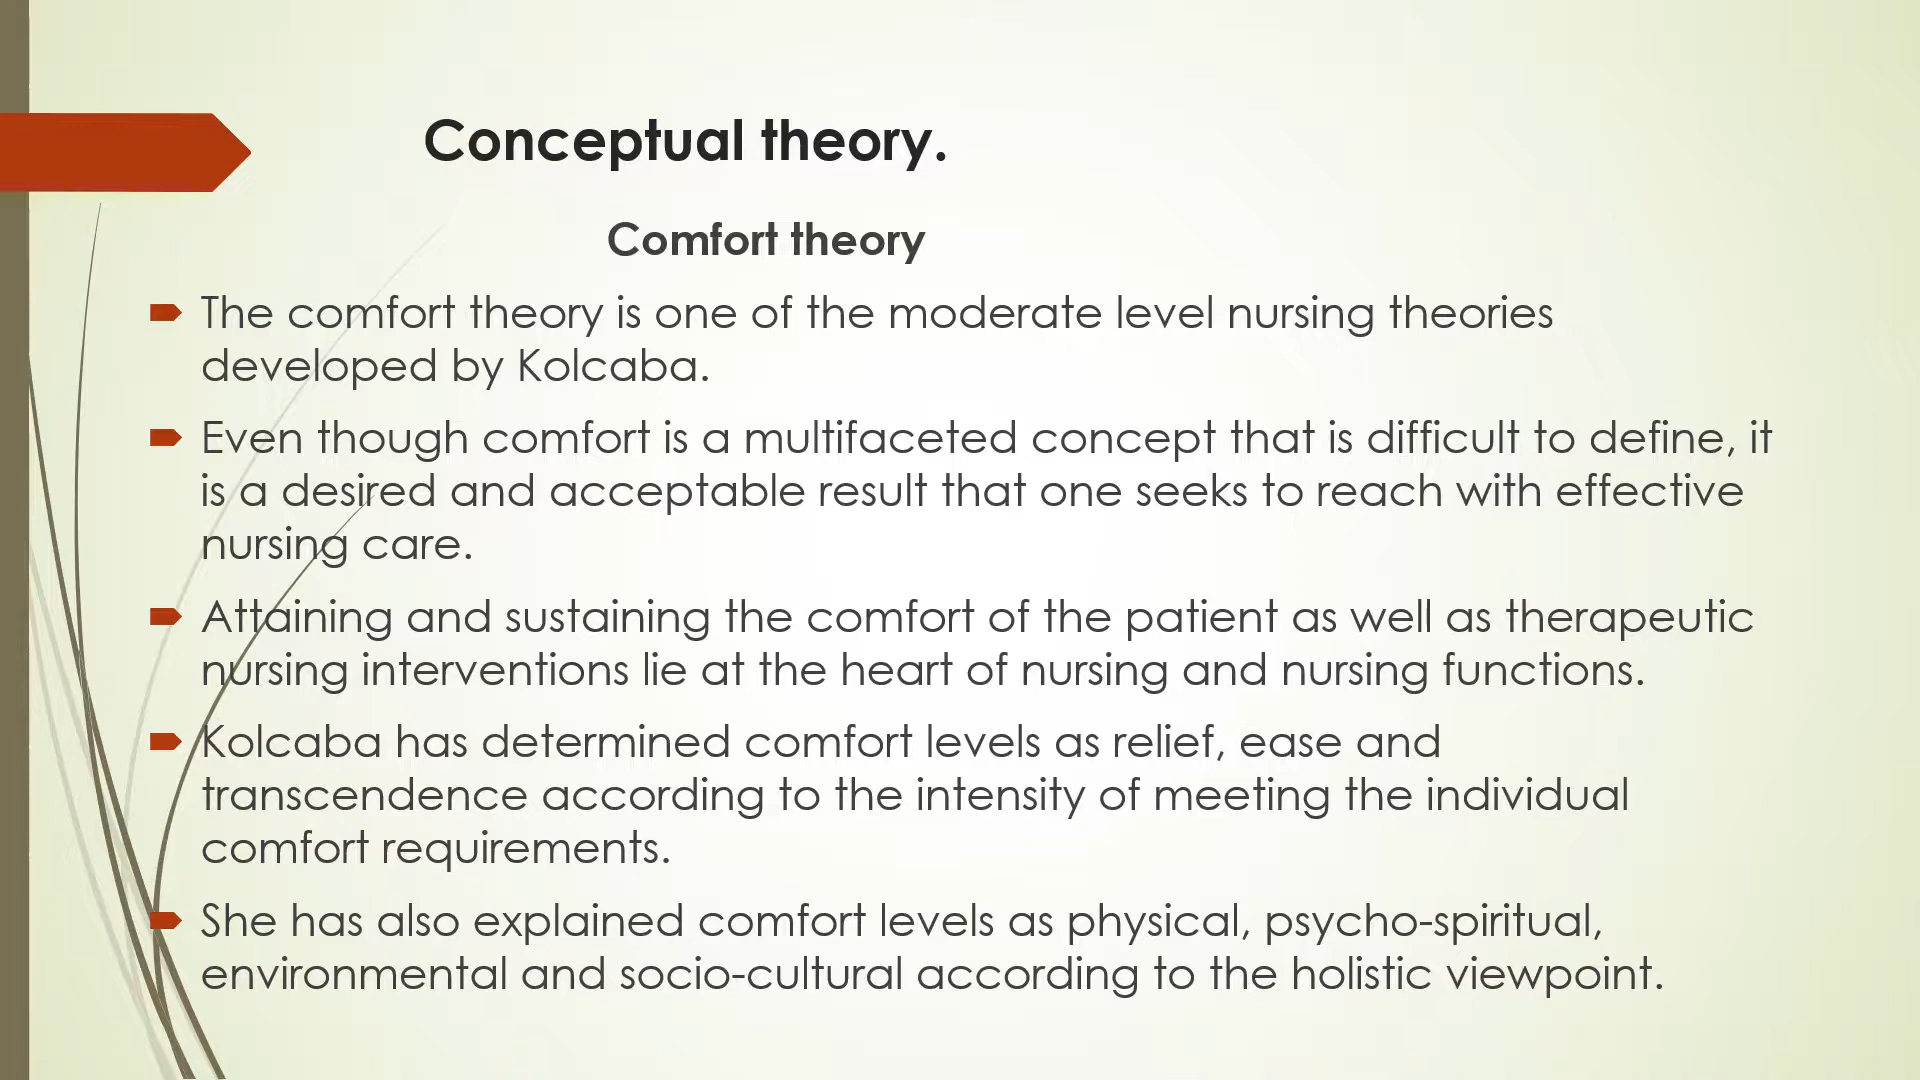 Conceptual theory.
Comfort theory
The comfort theory is one of the moderate level nursing theories
developed by Kolcaba.
Even though comfort is a multifaceted concept that is difficult to define, it
is a desired and acceptable result that one seeks to reach with effective
nursing care.
Attaining and sustaining the comfort of the patient as well as therapeutic
nursing interventions lie at the heart of nursing and nursing functions.
Kolcaba has determined comfort levels as relief, ease and
transcendence according to the intensity of meeting the individual
comfort requirements.
She has also explained comfort levels as physical, psycho-spiritual,
environmental and socio-cultural according to the holistic viewpoint.